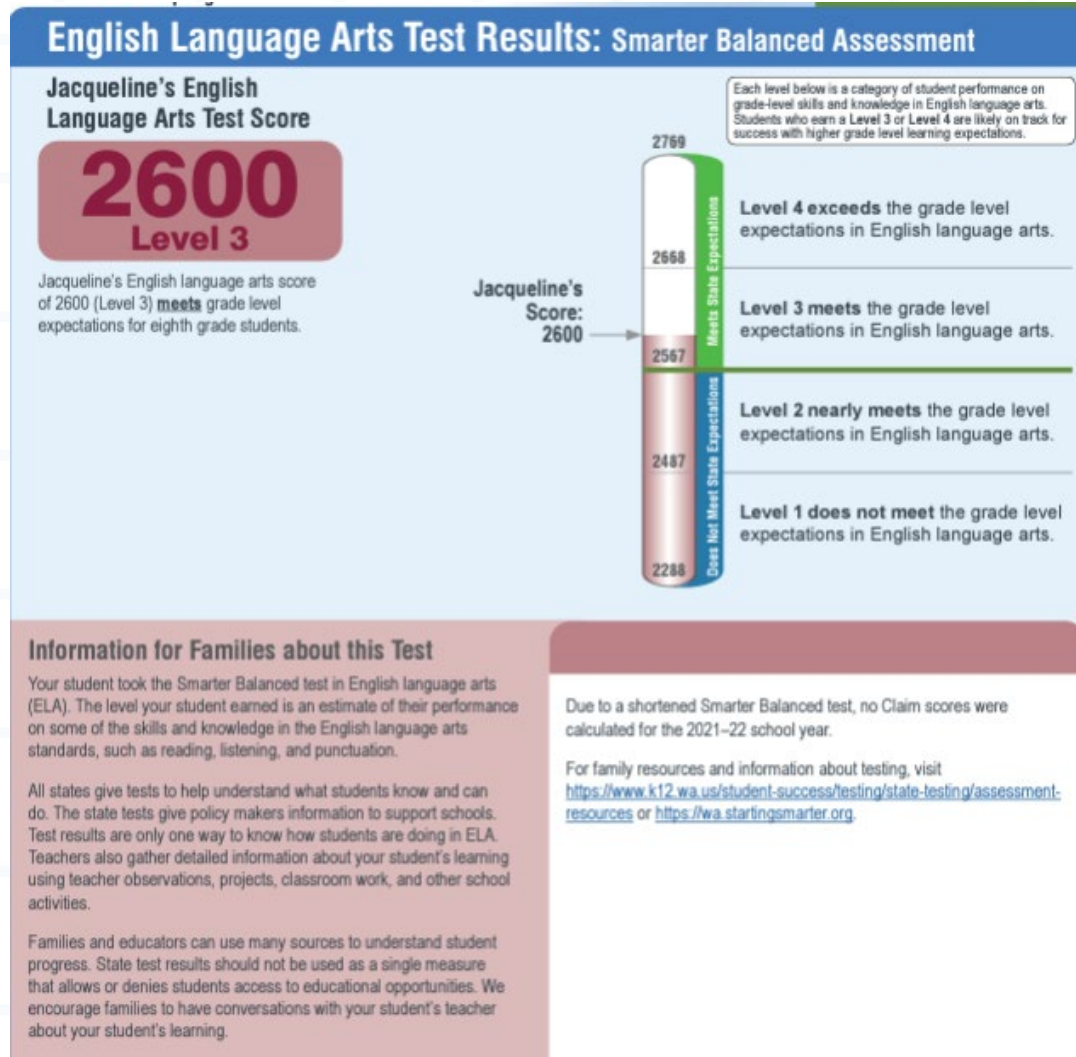 English Language Arts Test Results: Smarter Balanced Assessment
Jacqueline's English
Language Arts Test Score
2600
Level 3
Jacqueline's English language arts score
of 2600 (Level 3) meets grade level
expectations for eighth grade students.
Each level below is a category of student performance on
grade-level skills and knowledge in English language arts.
Students who earn a Level 3 or Level 4 are likely on track for
success with higher grade level learning expectations.
2769
2668
2567
2487
2288
Jacqueline's
Score:
2600
Meets State Expectations
Does Not Meet State Expectations
Level 4 exceeds the grade level
expectations in English language arts.
Level 3 meets the grade level
expectations in English language arts.
Level 2 nearly meets the grade level
expectations in English language arts.
Level 1 does not meet the grade level
expectations in English language arts.
Information for Families about this Test
Your student took the Smarter Balanced test in English language arts
(ELA). The level your student earned is an estimate of their performance
on some of the skills and knowledge in the English language arts
standards, such as reading, listening, and punctuation.
All states give tests to help understand what students know and can
do. The state tests give policy makers information to support schools.
Test results are only one way to know how students are doing in ELA.
Teachers also gather detailed information about your student's learning
using teacher observations, projects, classroom work, and other school
activities.
Families and educators can use many sources to understand student
progress. State test results should not be used as a single measure
that allows or denies students access to educational opportunities. We
encourage families to have conversations with your student's teacher
about your student's learning.
Due to a shortened Smarter Balanced test, no Claim scores were
calculated for the 2021–22 school year.
For family resources and information about testing, visit
https://www.k12.wa.us/student-success/testing/state-testing/assessment-
resources or https://wa.startingsmarter.org.